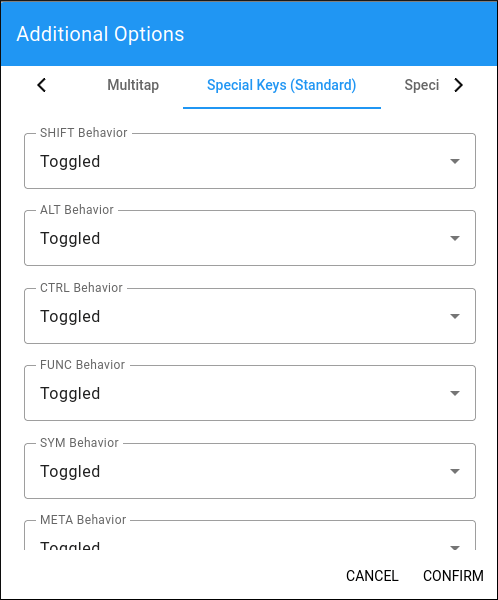 Additional Options
Multitap Special Keys (Standard) Speci
SHIFT Behavior
Toggled
ALT Behavior
Toggled
CTRL Behavior
Toggled
FUNC Behavior
Toggled
SYM Behavior
Toggled
META Behavior
Toggled
CANCEL CONFIRM